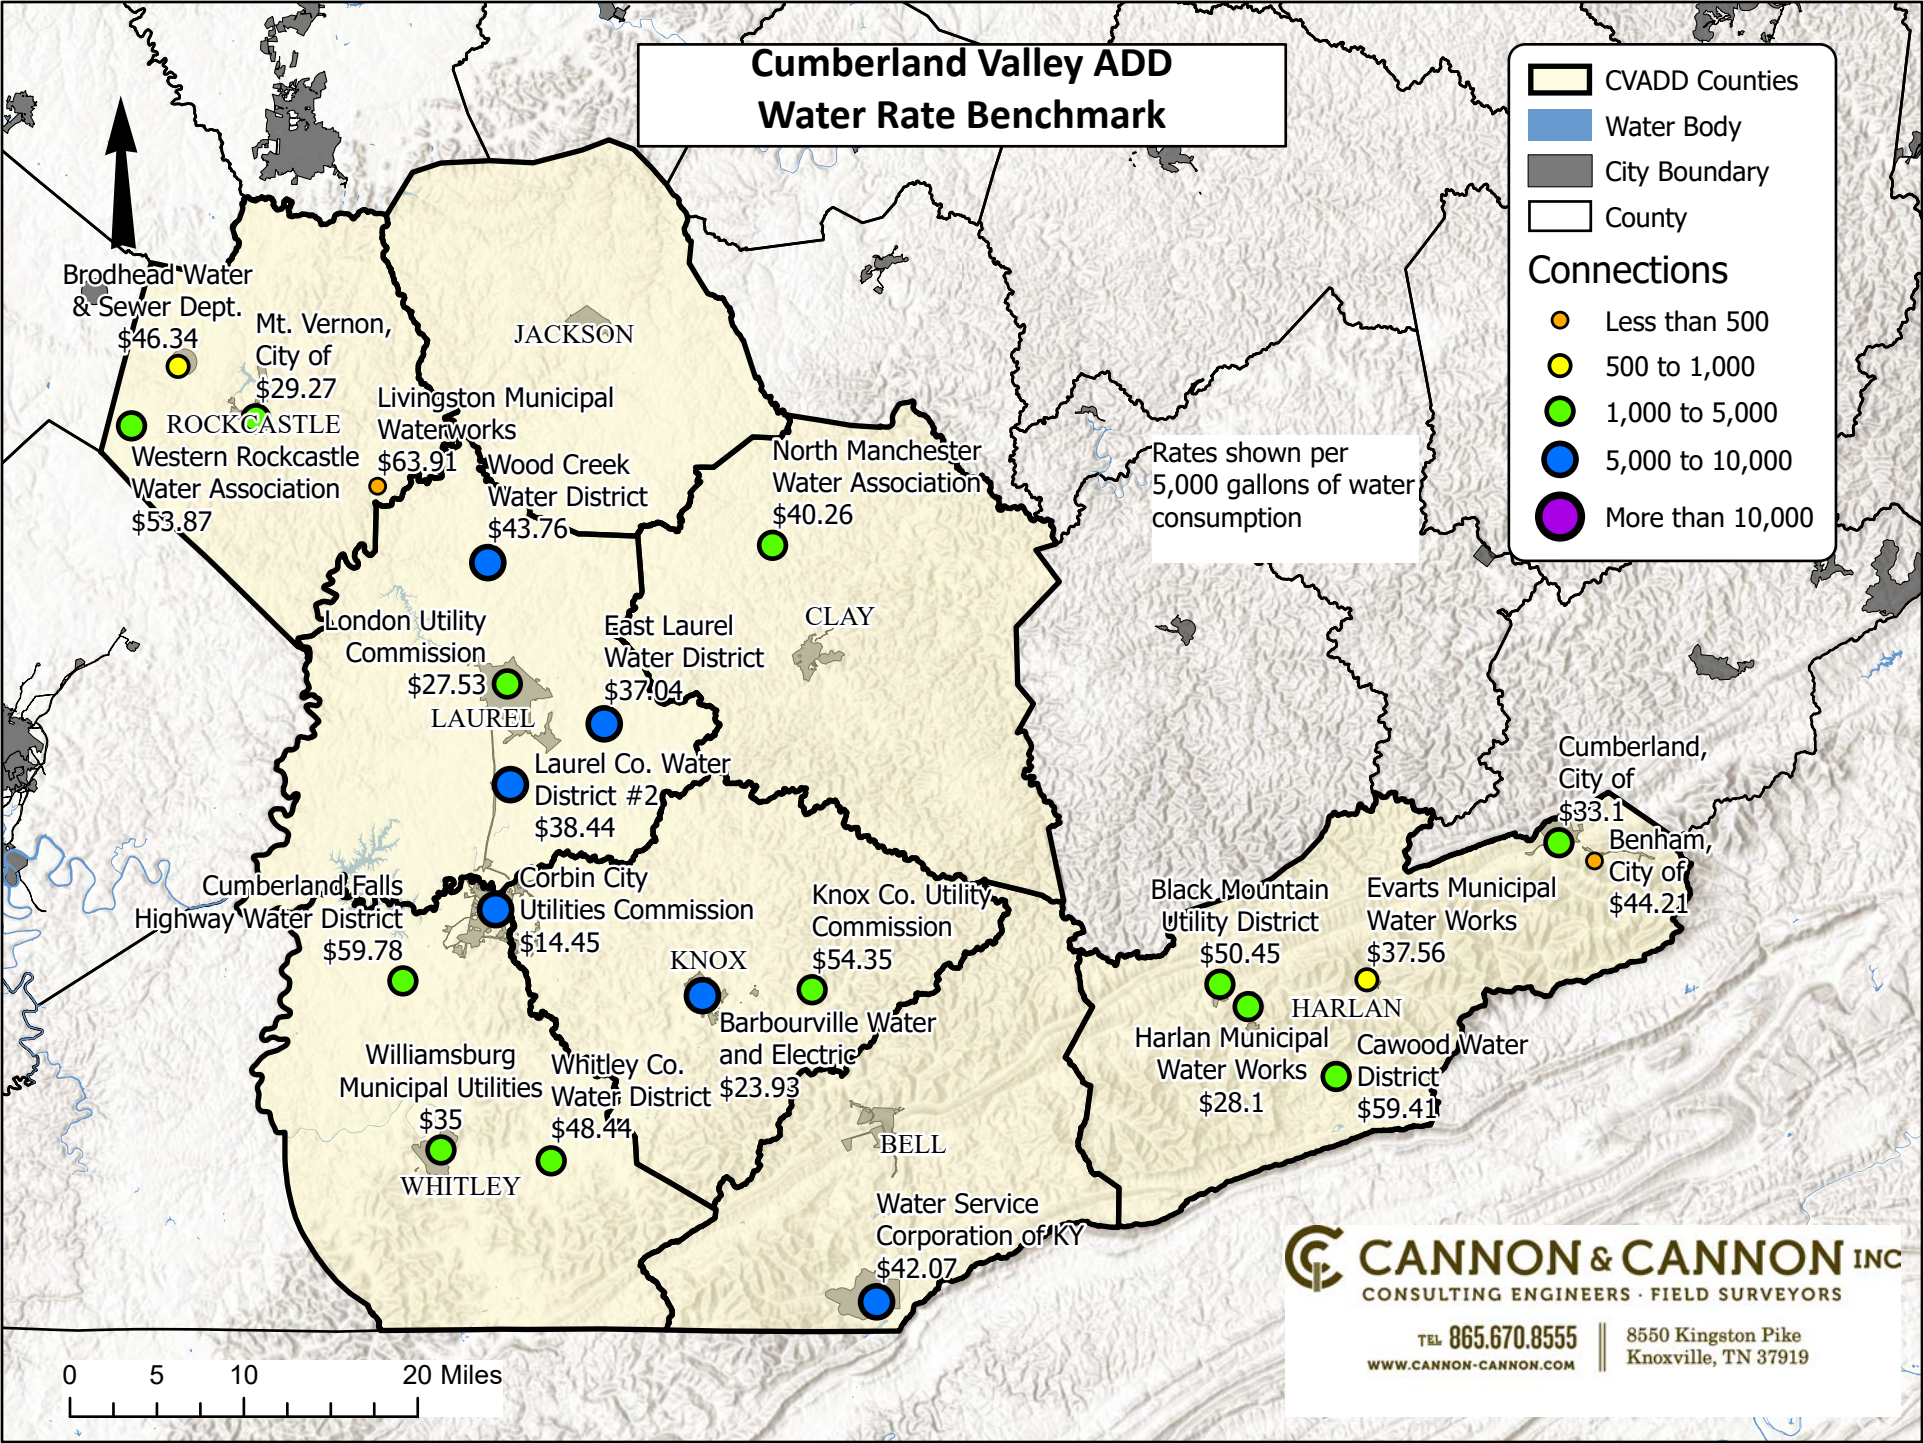 Cumberland Valley ADD
Water Rate Benchmark
CVADD Counties
Water Body
City Boundary
County
Connections
Less than 500
500 to 1,000
1,000 to 5,000
5,000 to 10,000
More than 10,000
Rates shown per
5,000 gallons of water
consumption
Brodhead Water
& Sewer Dept.
$46.34
Mt. Vernon,
City of
$29.27
ROCKCASTLE
Western Rockcastle
Water Association
$53.87
Livingston Municipal
Waterworks
$63.91
JACKSON
Wood Creek
Water District
$43.76
North Manchester
Water Association
$40.26
CLAY
London Utility
Commission
$27.53
LAUREL
East Laurel
Water District
$37.04
Laurel Co. Water
District #2
$38.44
Cumberland Falls
Highway Water District
$59.78
Corbin City
Utilities Commission
$14.45
KNOX
Knox Co. Utility
Commission
$54.35
Barbourville Water
and Electric
$23.93
Williamsburg
Municipal Utilities
$35
WHITLEY
Whitley Co.
Water District
$48.44
BELL
Water Service
Corporation of KY
$42.07
Black Mountain
Utility District
$50.45
Evarts Municipal
Water Works
$37.56
HARLAN
Harlan Municipal
Water Works
$28.1
Cawood Water
District
$59.41
Cumberland,
City of
$33.1
Benham,
City of
$44.21
0 5 10 20 Miles
CANNON & CANNON INC
CONSULTING ENGINEERS · FIELD SURVEYORS
TEL 865.670.8555
WWW.CANNON-CANNON.COM
8550 Kingston Pike
Knoxville, TN 37919